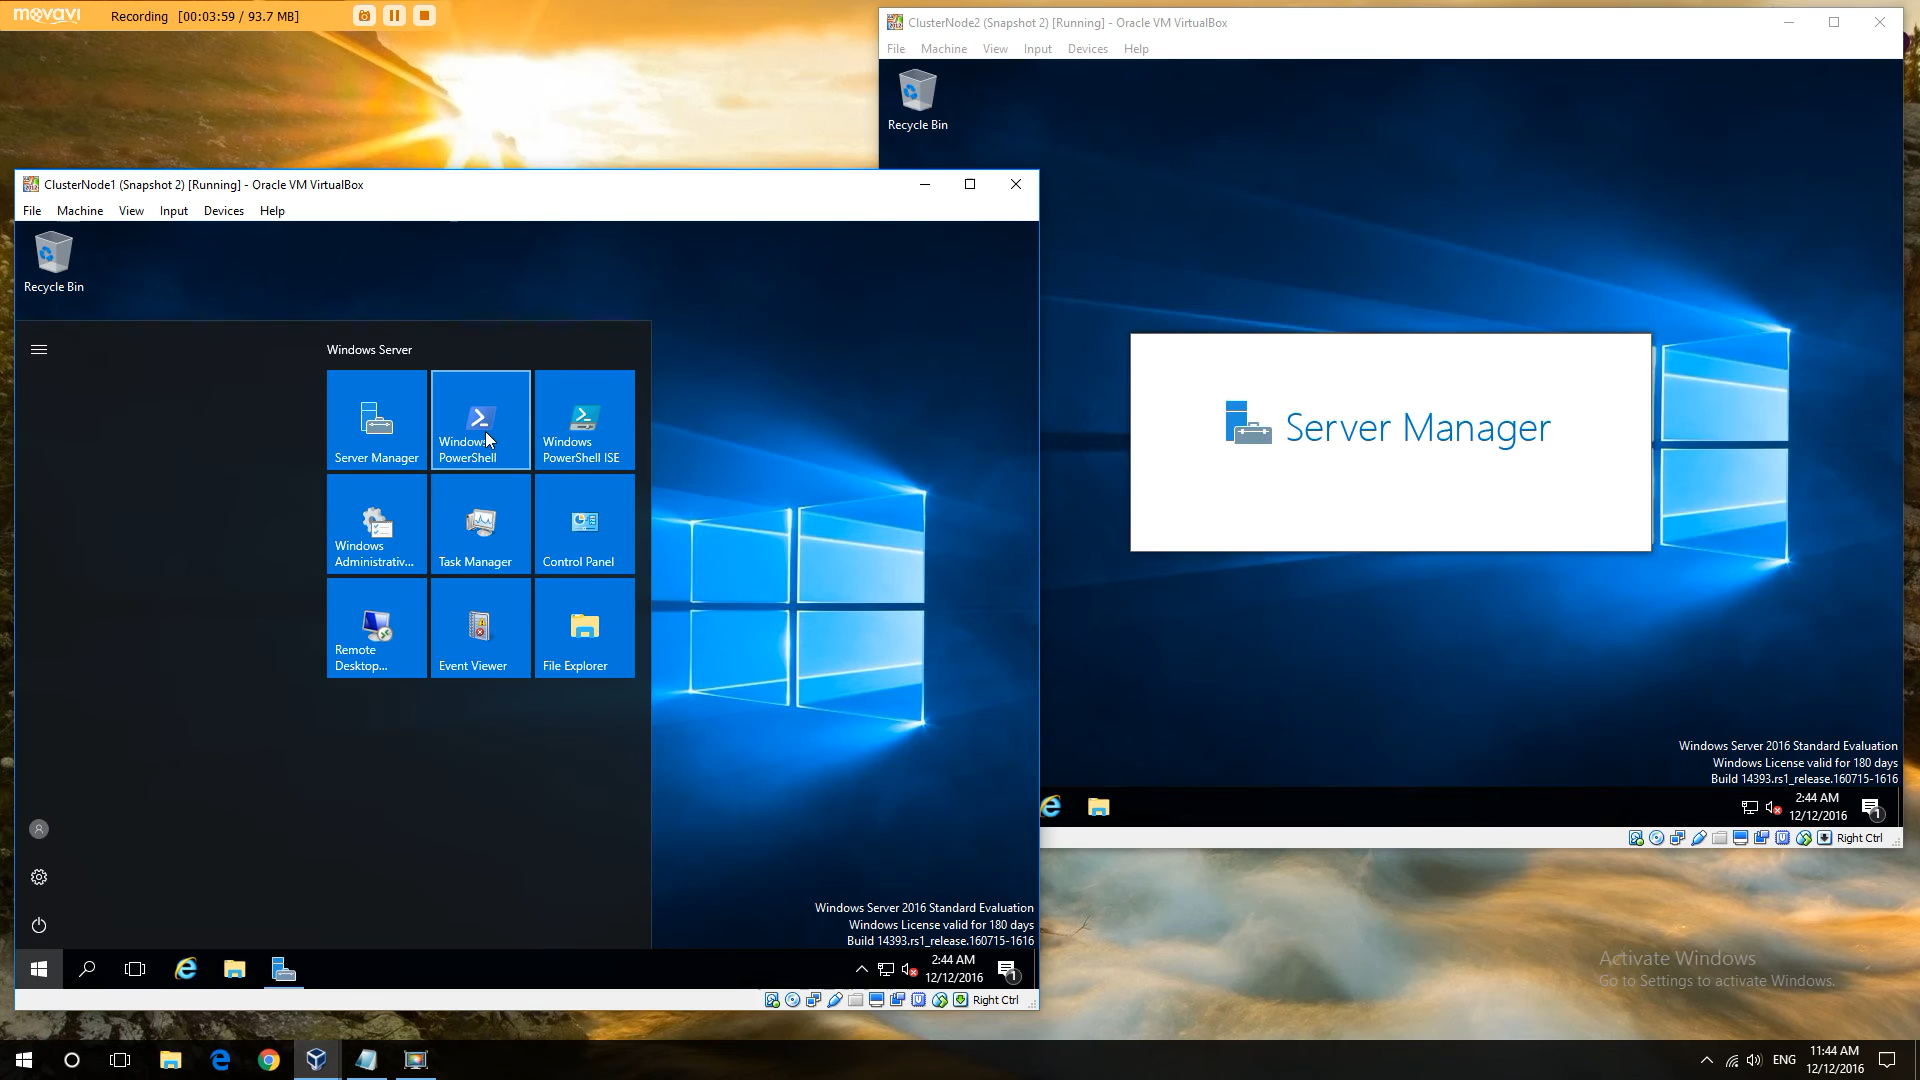 movavi
Recording [00:03:59 / 93.7 MB]
ClusterNode2 (Snapshot 2) [Running] - Oracle VM VirtualBox
File Machine View Input Devices Help
Recycle Bin
Server Manager
Windows Server 2016 Standard Evaluation
Windows License valid for 180 days
Build 14393.rs1_release.160715-1616
2:44 AM
12/12/2016
1
Right Ctrl
ClusterNode1 (Snapshot 2) [Running] - Oracle VM VirtualBox
File Machine View Input Devices Help
Recycle Bin
Windows Server
Server Manager
Windows
PowerShell
Windows
PowerShell ISE
Windows
Administrativ...
Task Manager
Control Panel
Remote
Desktop...
Event Viewer
File Explorer
Windows Server 2016 Standard Evaluation
Windows License valid for 180 days
Build 14393.rs1_release.160715-1616
2:44 AM
12/12/2016
1
Right Ctrl
Activate Windows
Go to Settings to activate Windows.
ENG
11:44 AM
12/12/2016